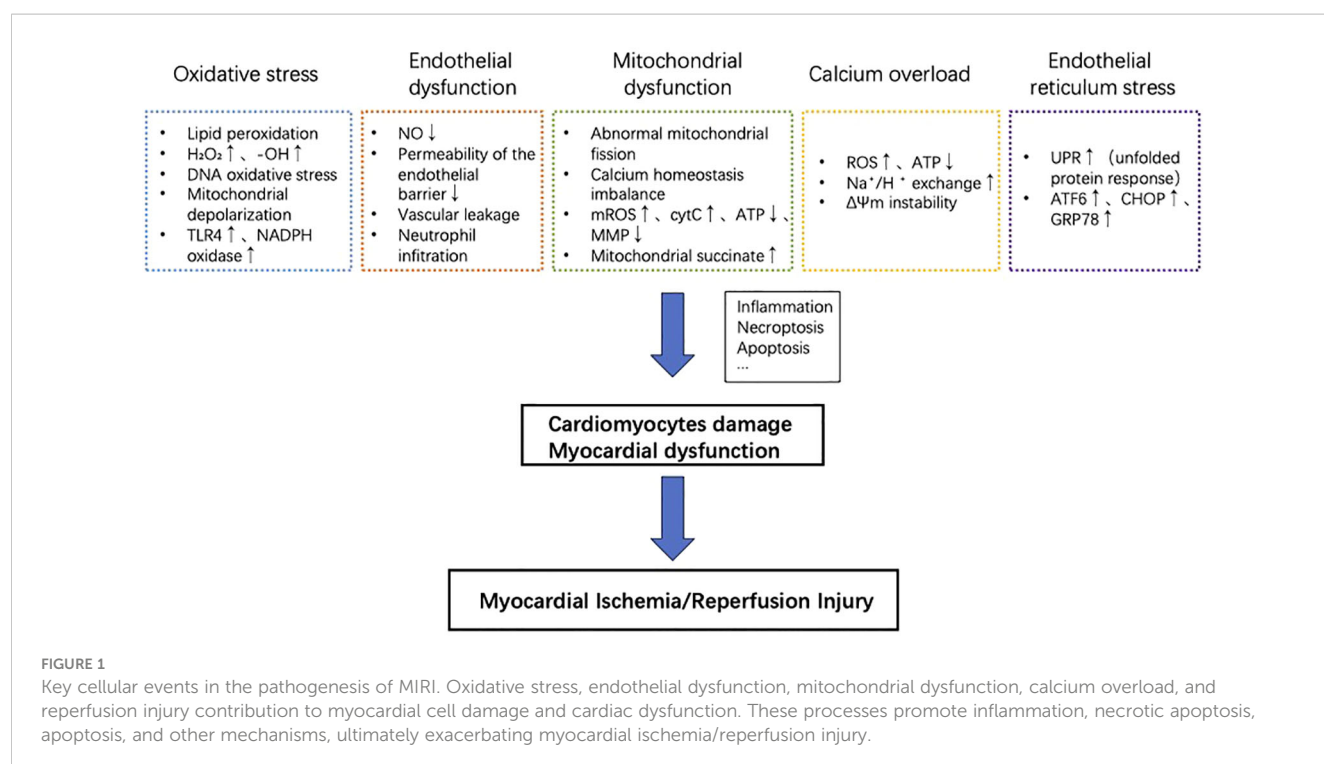 Oxidative stress
Endothelial
dysfunction
Mitochondrial
dysfunction
Calcium overload
Endothelial
reticulum stress
• Lipid peroxidation
• H₂O₂↑、-OH↑
• DNA oxidative stress
• Mitochondrial
depolarization
• TLR4↑、NADPH
oxidase↑
• NO↓
• Permeability of the
endothelial
barrier↓
• Vascular leakage
• Neutrophil
infitration
• Abnormal mitochondrial
fission
• Calcium homeostasis
imbalance
• mROS↑、cytC↑、ATP↓、
MMP↓
• Mitochondrial succinate↑
• ROS↑、ATP↓
• Na⁺/H⁺ exchange↑
• ΔΨm instability
• UPR↑（unfolded
protein response)
• ATF6↑、CHOP↑、
GRP78↑
Inflammation
Necroptosis
Apoptosis
...
Cardiomyocytes damage
Myocardial dysfunction
Myocardial Ischemia/Reperfusion Injury
FIGURE 1
Key cellular events in the pathogenesis of MIRI. Oxidative stress, endothelial dysfunction, mitochondrial dysfunction, calcium overload, and
reperfusion injury contribution to myocardial cell damage and cardiac dysfunction. These processes promote inflammation, necrotic apoptosis,
apoptosis, and other mechanisms, ultimately exacerbating myocardial ischemia/reperfusion injury.